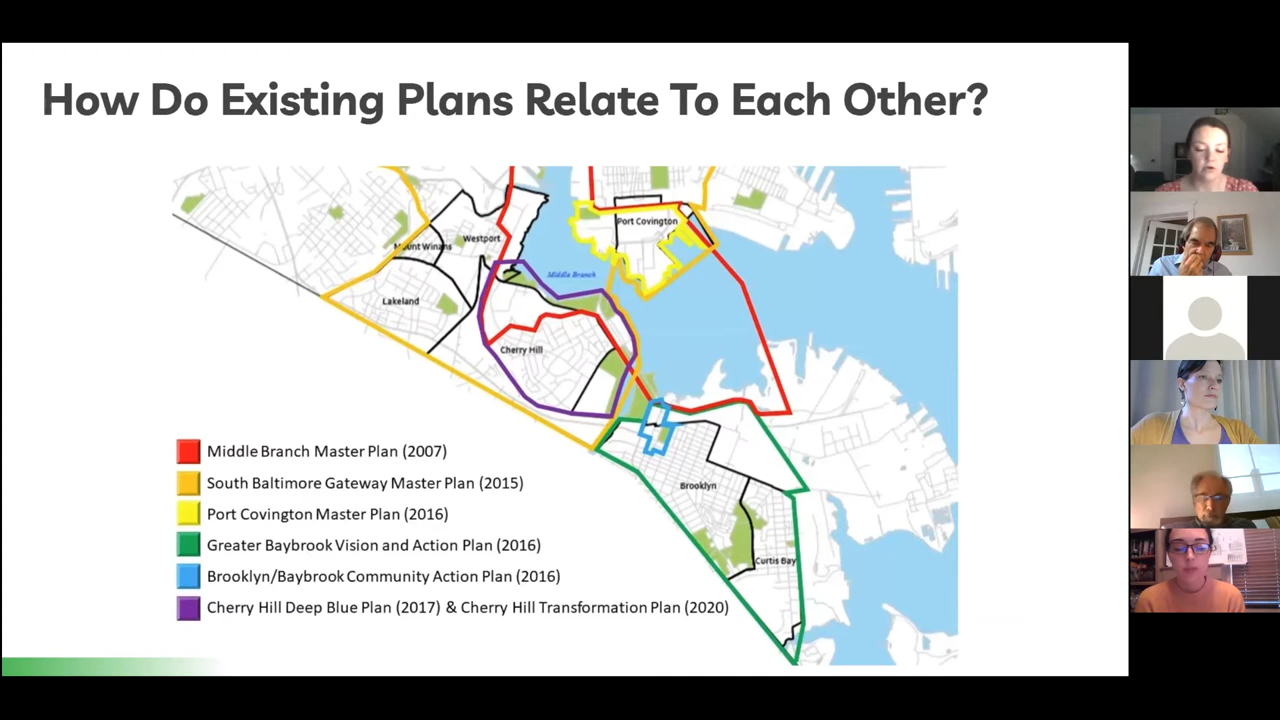 How Do Existing Plans Relate To Each Other?
Port Covington
Westport
Mount Winans
Middle Branch
Lakeland
Cherry Hill
Middle Branch Master Plan (2007)
South Baltimore Gateway Master Plan (2015)
Brooklyn
Port Covington Master Plan (2016)
Greater Baybrook Vision and Action Plan (2016)
Curtis Bay
Brooklyn/Baybrook Community Action Plan (2016)
Cherry Hill Deep Blue Plan (2017) & Cherry Hill Transformation Plan (2020)